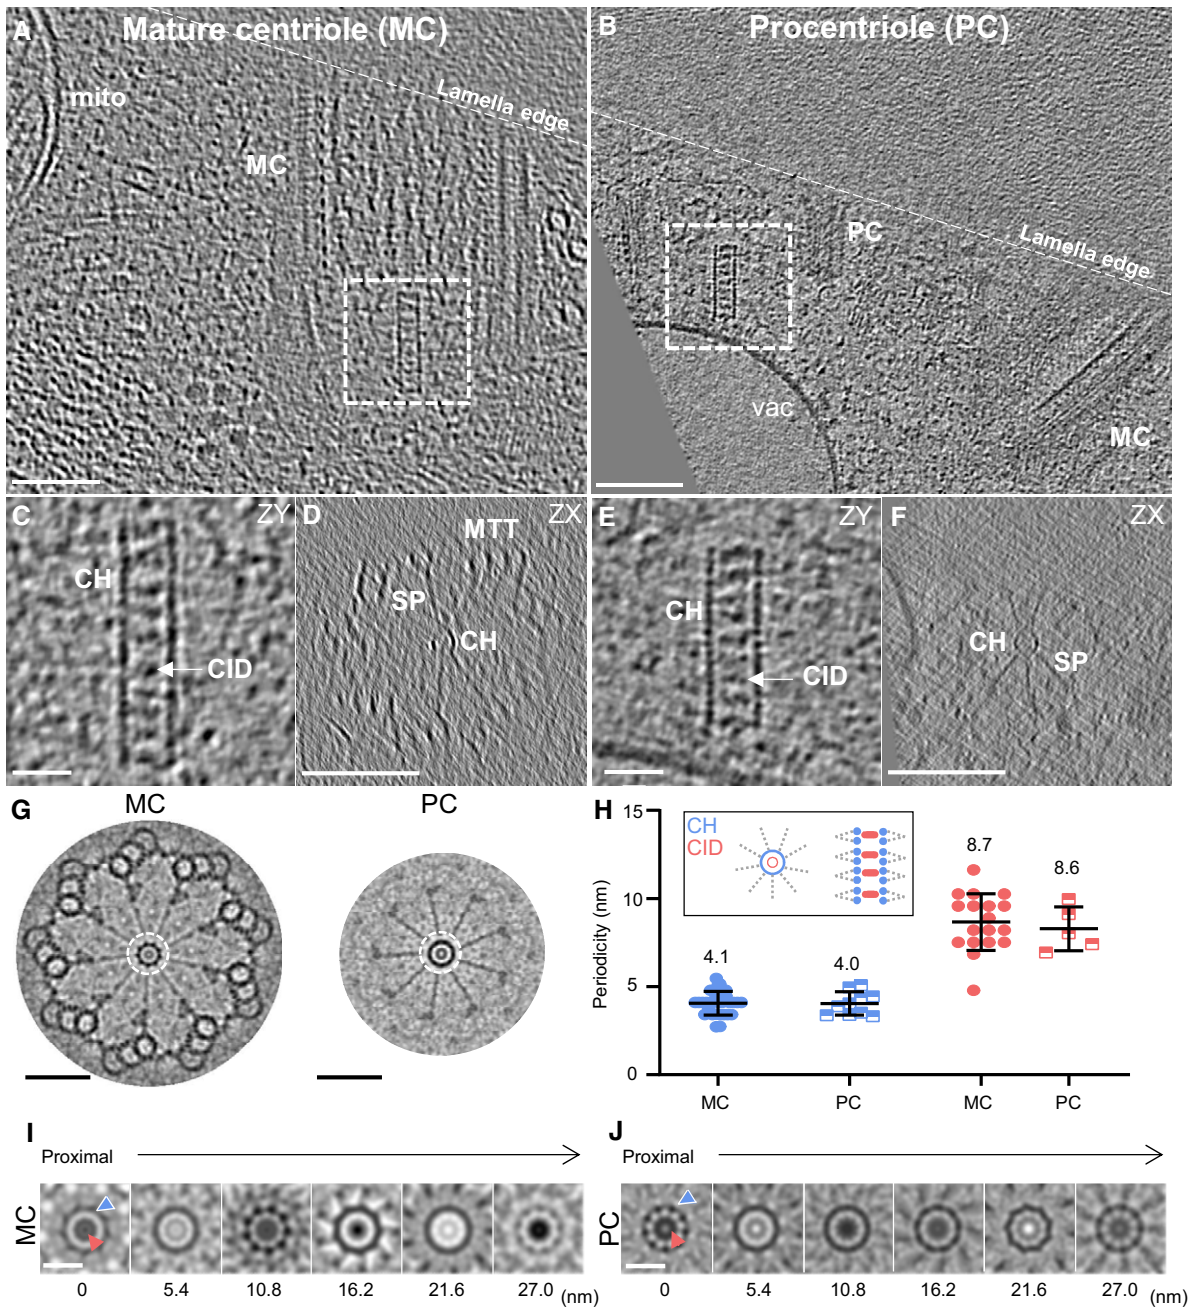 A
Mature centriole (MC)
mito
Lamella edge
MC
B
Procentriole (PC)
PC
Lamella edge
vac
MC
C
ZY
CH
CID
D
ZX
MTT
SP
CH
E
ZY
CH
CID
F
ZX
CH
SP
G
MC
PC
H
15
10
5
0
Periodicity (nm)
CH
CID
4.1
4.0
8.7
8.6
MC
PC
MC
PC
I
Proximal
MC
0
5.4
10.8
16.2
21.6
27.0
(nm)
J
Proximal
PC
0
5.4
10.8
16.2
21.6
27.0
(nm)